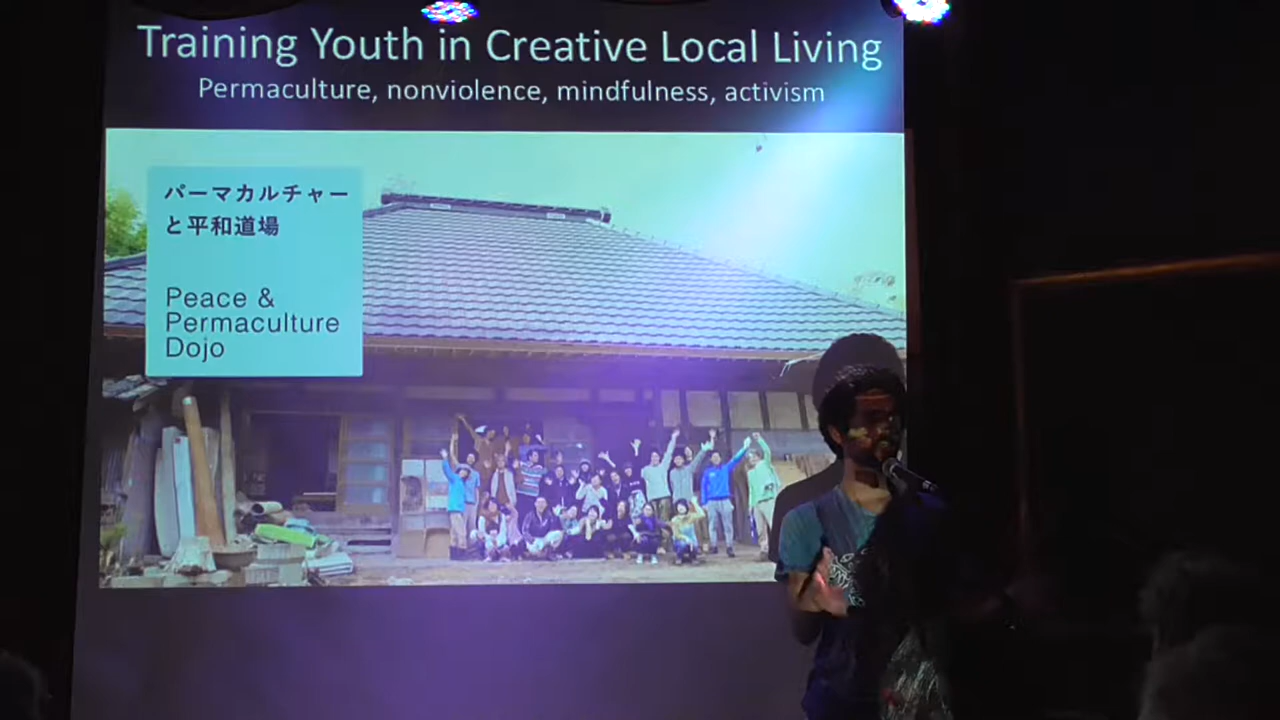 Training Youth in Creative Local Living
Permaculture, nonviolence, mindfulness, activism
パーマカルチャー
と平和道場
Peace &
Permaculture
Dojo